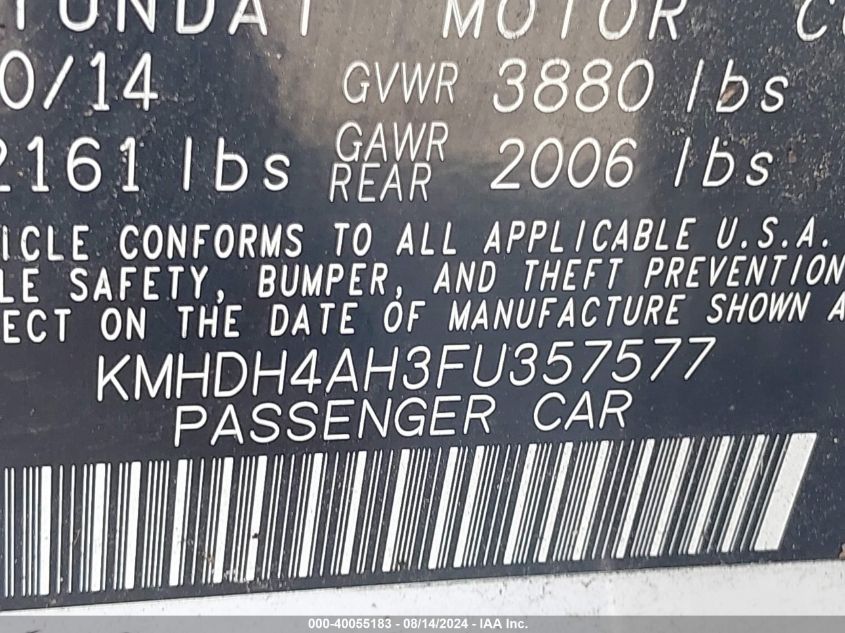 YUNDAI MOTOR CO
0/14 GVWR 3880 lbs
2161 lbs GAWR REAR 2006 lbs
ICLE CONFORMS TO ALL APPLICABLE U.S.A.
LE SAFETY, BUMPER, AND THEFT PREVENTION
ECT ON THE DATE OF MANUFACTURE SHOWN A
KMHDH4AH3FU357577
PASSENGER CAR
000-40055183 - 08/14/2024 - IAA Inc.